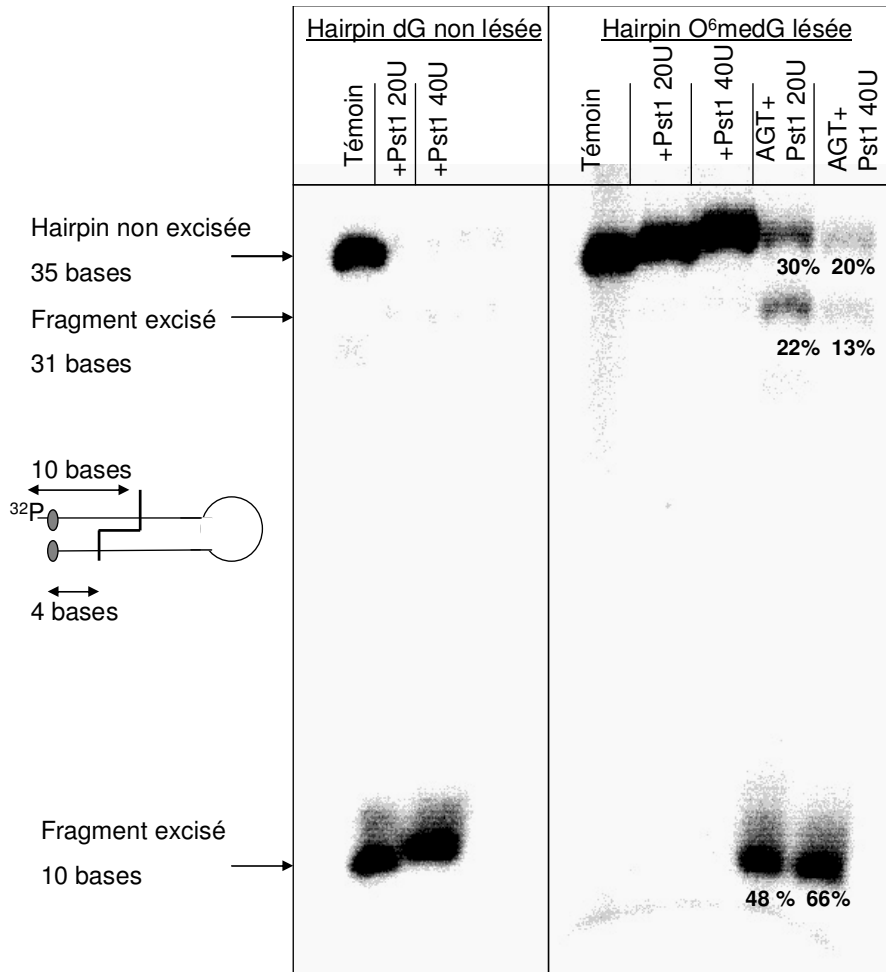 Hairpin dG non lésée
Hairpin O⁶medG lésée
Témoin
+Pst1 20U
+Pst1 40U
Témoin
+Pst1 20U
+Pst1 40U
AGT+
Pst1 20U
AGT+
Pst1 40U
Hairpin non excisée
35 bases
30% 20%
Fragment excisé
31 bases
22% 13%
10 bases
³²P
4 bases
Fragment excisé
10 bases
48 % 66%